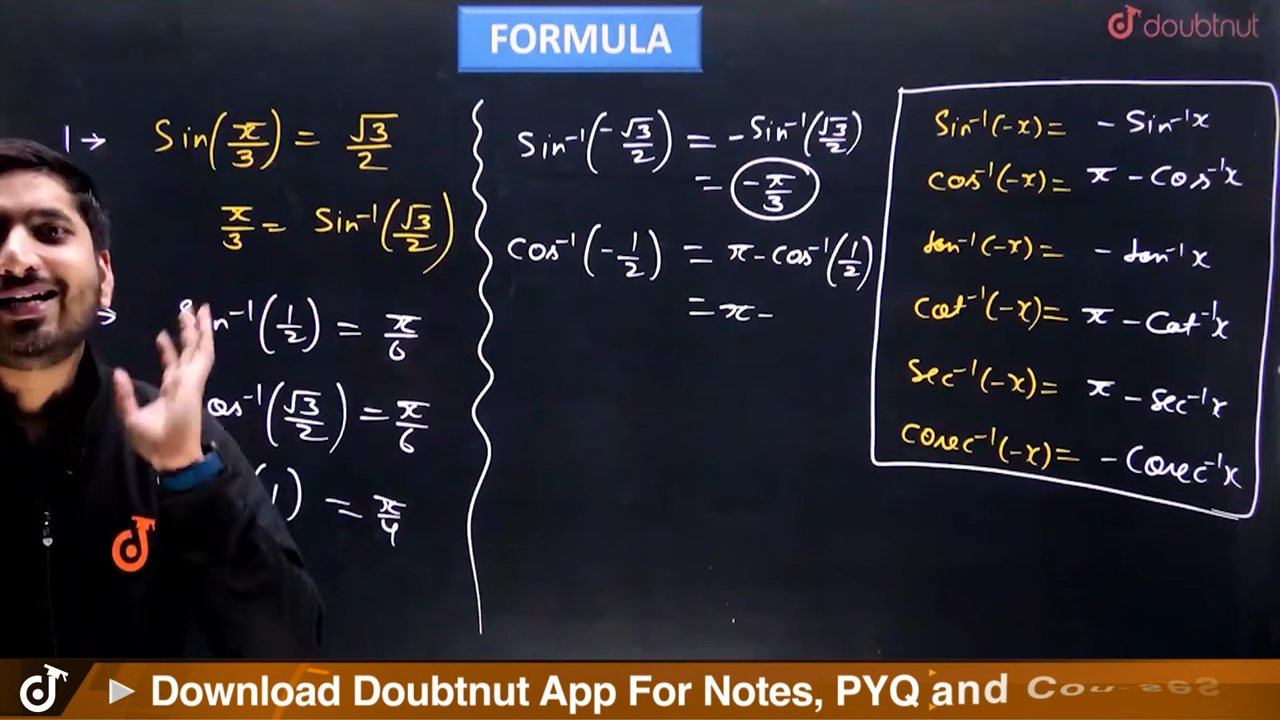 FORMULA
doubtnut
1 → Sin(π/3) = √3/2
π/3 = Sin⁻¹(√3/2)
Sin⁻¹(1/2) = π/6
cos⁻¹(√3/2) = π/6
(1) = π/4
Sin⁻¹(-√3/2) = -Sin⁻¹(√3/2)
= -π/3
cos⁻¹(-1/2) = π - cos⁻¹(1/2)
= π -
Sin⁻¹(-x) = - Sin⁻¹x
cos⁻¹(-x) = π - cos⁻¹x
tan⁻¹(-x) = - tan⁻¹x
cot⁻¹(-x) = π - cot⁻¹x
Sec⁻¹(-x) = π - Sec⁻¹x
cosec⁻¹(-x) = - cosec⁻¹x
Download Doubtnut App For Notes, PYQ and Courses